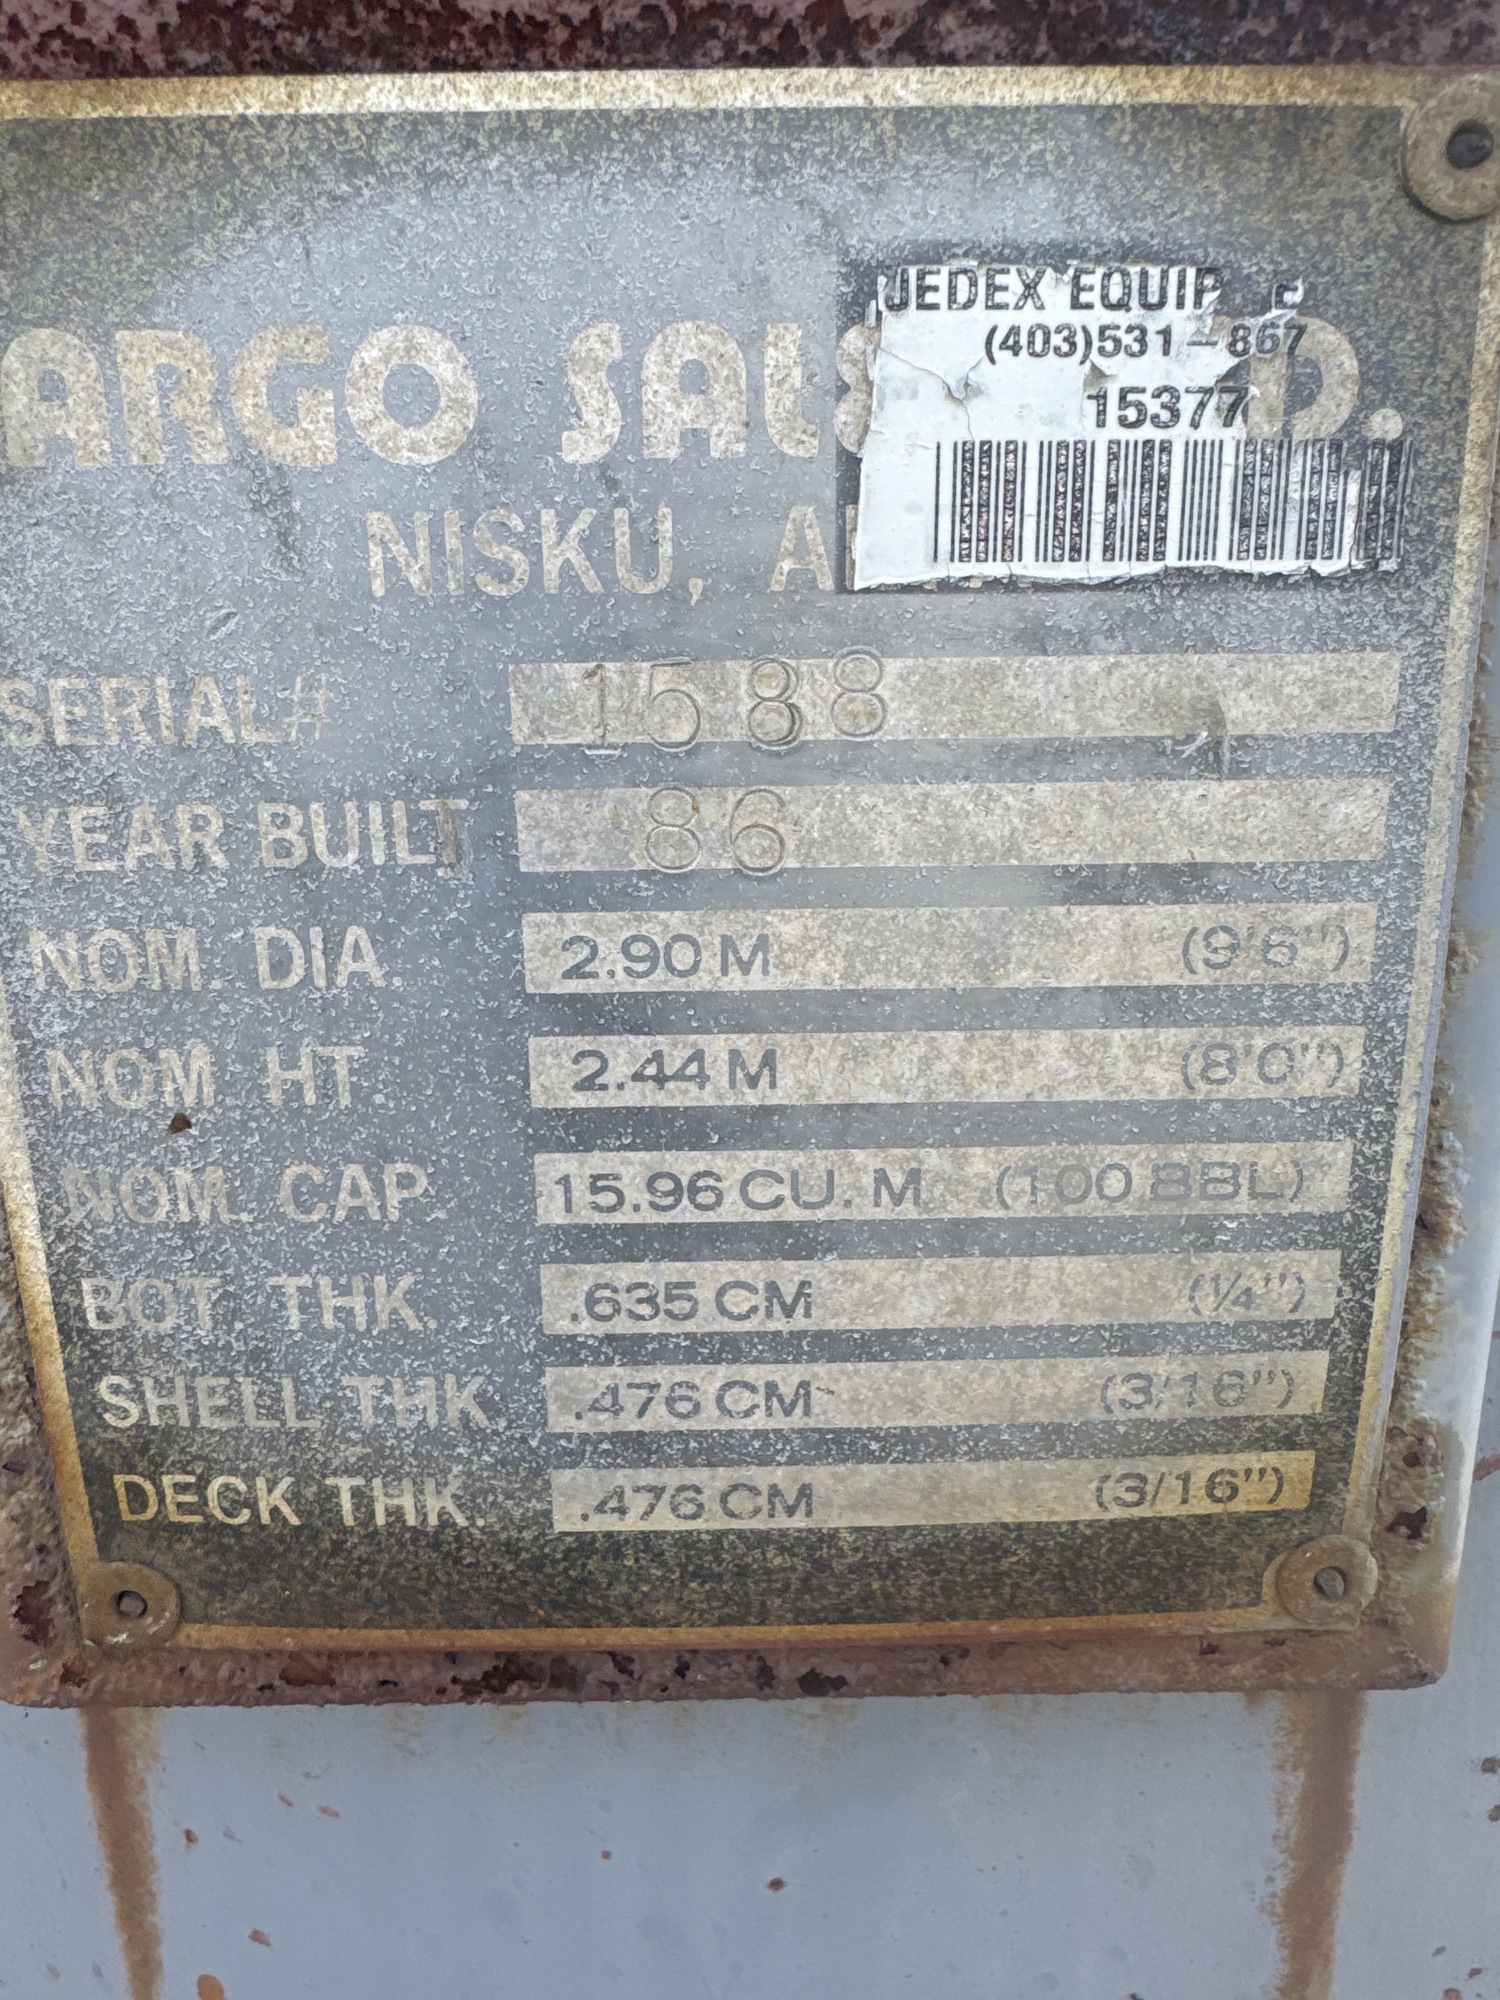 JEDEX EQUIP
(403)531-867
15377
ARGO SALES LTD.
NISKU, A
SERIAL# 1588
YEAR BUILT 86
NOM. DIA. 2.90 M (9'6")
NOM. HT. 2.44 M (8'0")
NOM. CAP. 15.96 CU. M (100 BBL)
BOT. THK. .635 CM (1/4")
SHELL THK. .476 CM (3/16")
DECK THK. .476 CM (3/16")